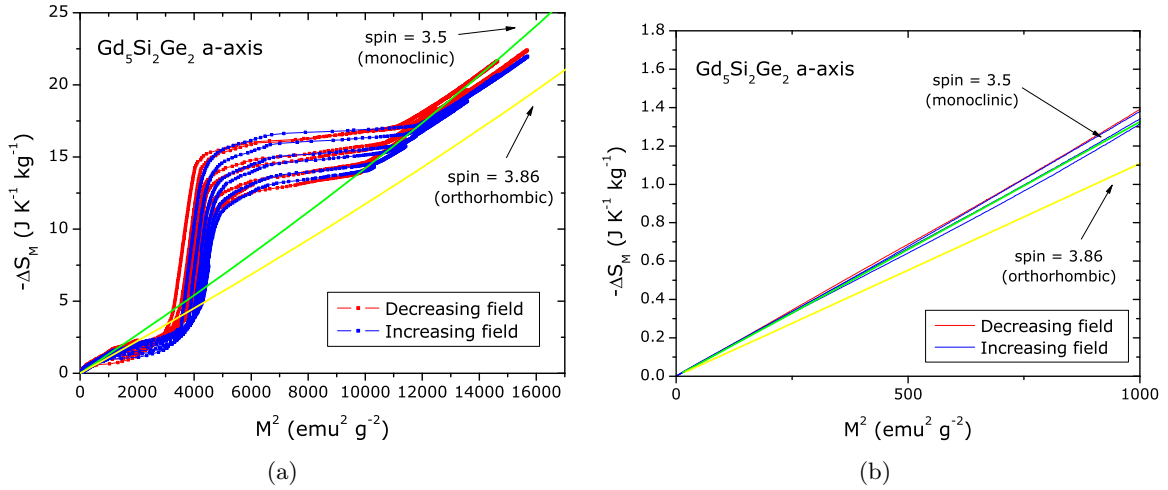 25
20
15
10
5
0
-ΔS_M (J K⁻¹ kg⁻¹)
Gd₅Si₂Ge₂ a-axis
spin = 3.5
(monoclinic)
spin = 3.86
(orthorhombic)
Decreasing field
Increasing field
0 2000 4000 6000 8000 10000 12000 14000 16000
M² (emu² g⁻²)
(a)
1.8
1.6
1.4
1.2
1.0
0.8
0.6
0.4
0.2
0.0
-ΔS_M (J K⁻¹ kg⁻¹)
Gd₅Si₂Ge₂ a-axis
spin = 3.5
(monoclinic)
spin = 3.86
(orthorhombic)
Decreasing field
Increasing field
0 500 1000
M² (emu² g⁻²)
(b)